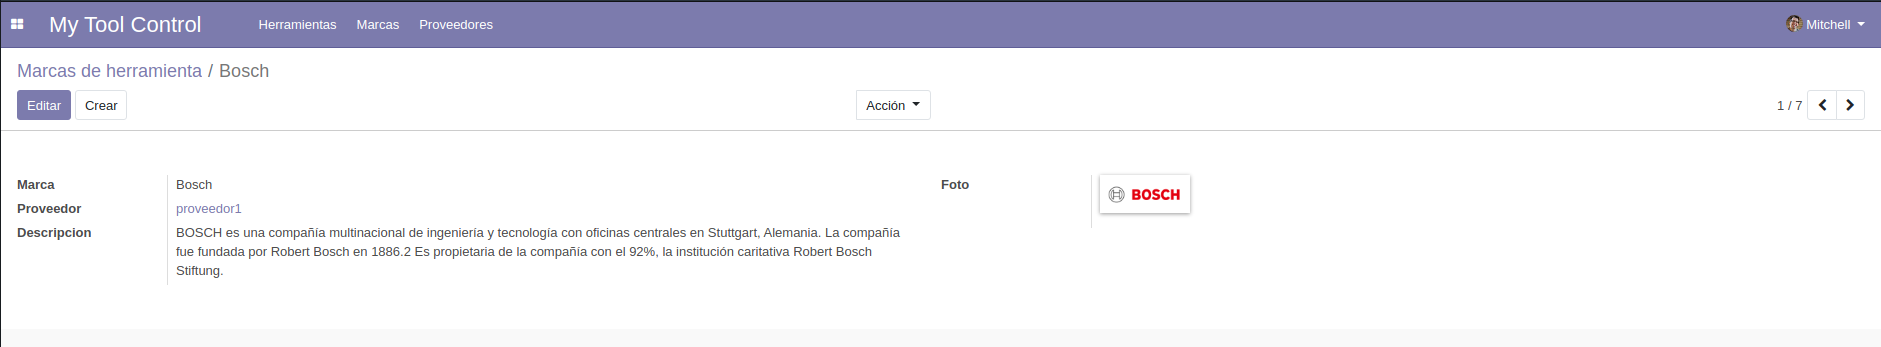 My Tool Control Herramientas Marcas Proveedores Mitchell
Marcas de herramienta / Bosch
Editar Crear Acción 1 / 7
Marca Bosch Foto BOSCH
Proveedor proveedor1
Descripcion BOSCH es una compañía multinacional de ingeniería y tecnología con oficinas centrales en Stuttgart, Alemania. La compañía
fue fundada por Robert Bosch en 1886.2 Es propietaria de la compañía con el 92%, la institución caritativa Robert Bosch
Stiftung.